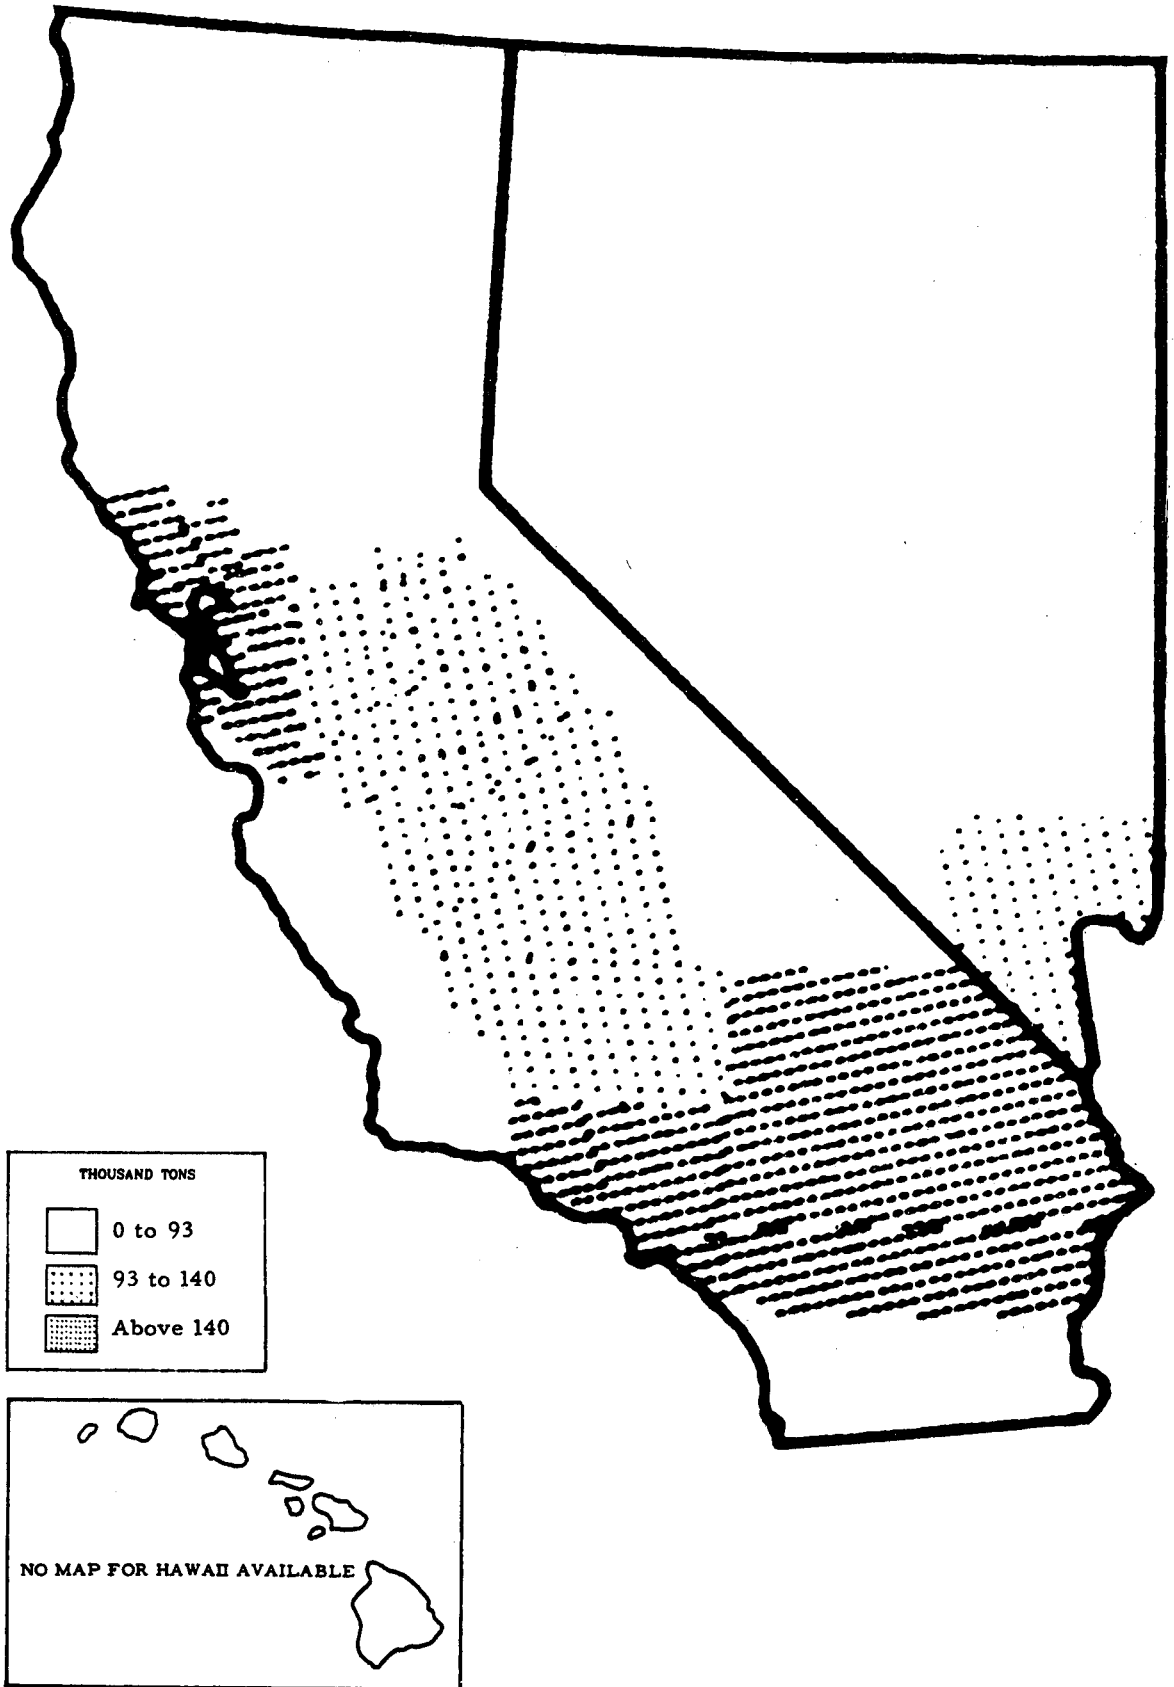 THOUSAND TONS
0 to 93
93 to 140
Above 140
NO MAP FOR HAWAII AVAILABLE